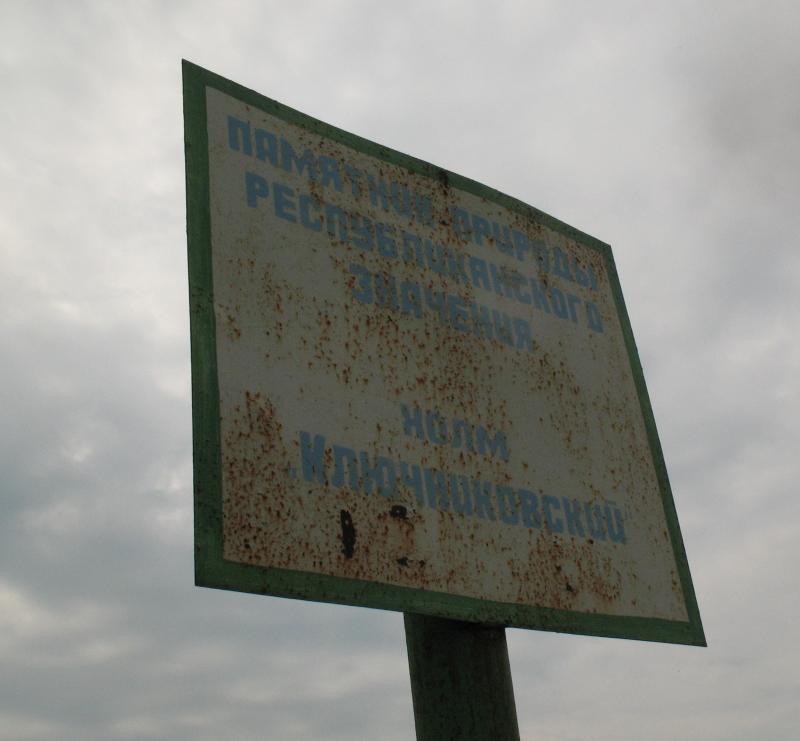 ПАМЯТНИК ПРИРОДЫ
РЕСПУБЛИКАНСКОГО
ЗНАЧЕНИЯ
ХОЛМ
"КЛЮЧНИКОВСКИЙ"